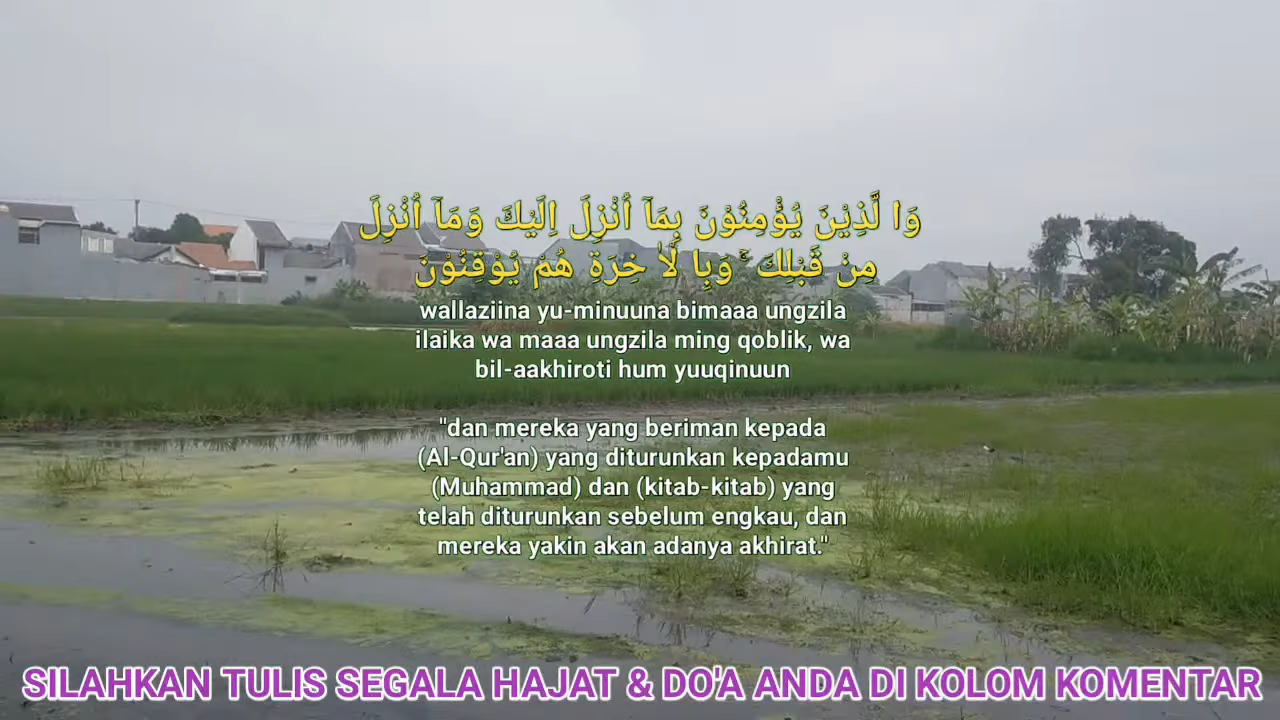 وَا لَّذِيْنَ يُؤْمِنُوْنَ بِمَاۤ اُنْزِلَ اِلَيْكَ وَمَاۤ اُنْزِلَ
مِنْ قَبْلِكَ ۚ وَبِا لْاٰ خِرَةِ هُمْ يُوْقِنُوْنَ
wallaziina yu-minuuna bimaaa ungzila
ilaika wa maaa ungzila ming qoblik, wa
bil-aakhiroti hum yuuqinuun
"dan mereka yang beriman kepada
(Al-Qur'an) yang diturunkan kepadamu
(Muhammad) dan (kitab-kitab) yang
telah diturunkan sebelum engkau, dan
mereka yakin akan adanya akhirat."
SILAHKAN TULIS SEGALA HAJAT & DO'A ANDA DI KOLOM KOMENTAR